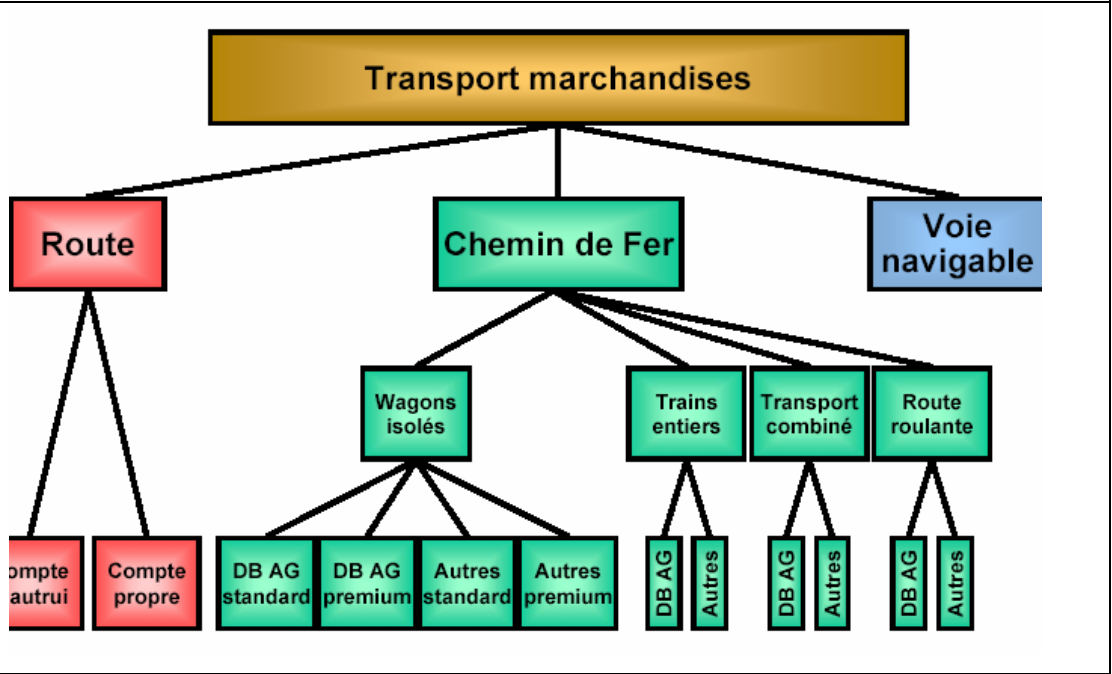 Transport marchandises
Route
Chemin de Fer
Voie
navigable
Wagons
isolés
Trains
entiers
Transport
combiné
Route
roulante
ompte
autrui
Compte
propre
DB AG
standard
DB AG
premium
Autres
standard
Autres
premium
DB AG
Autres
DB AG
Autres
DB AG
Autres